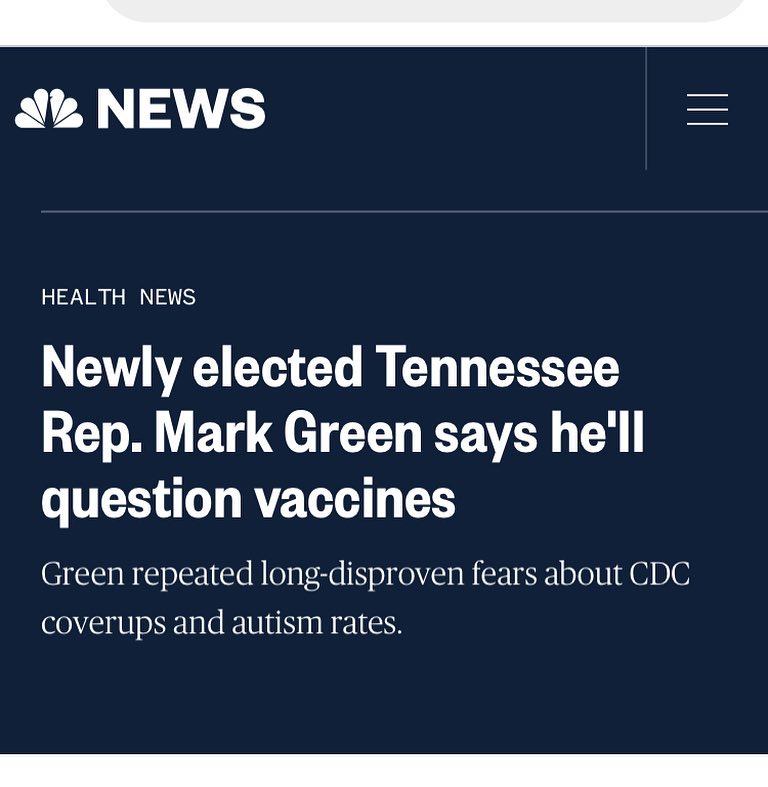 NEWS
HEALTH NEWS
Newly elected Tennessee
Rep. Mark Green says he'll
question vaccines
Green repeated long-disproven fears about CDC
coverups and autism rates.